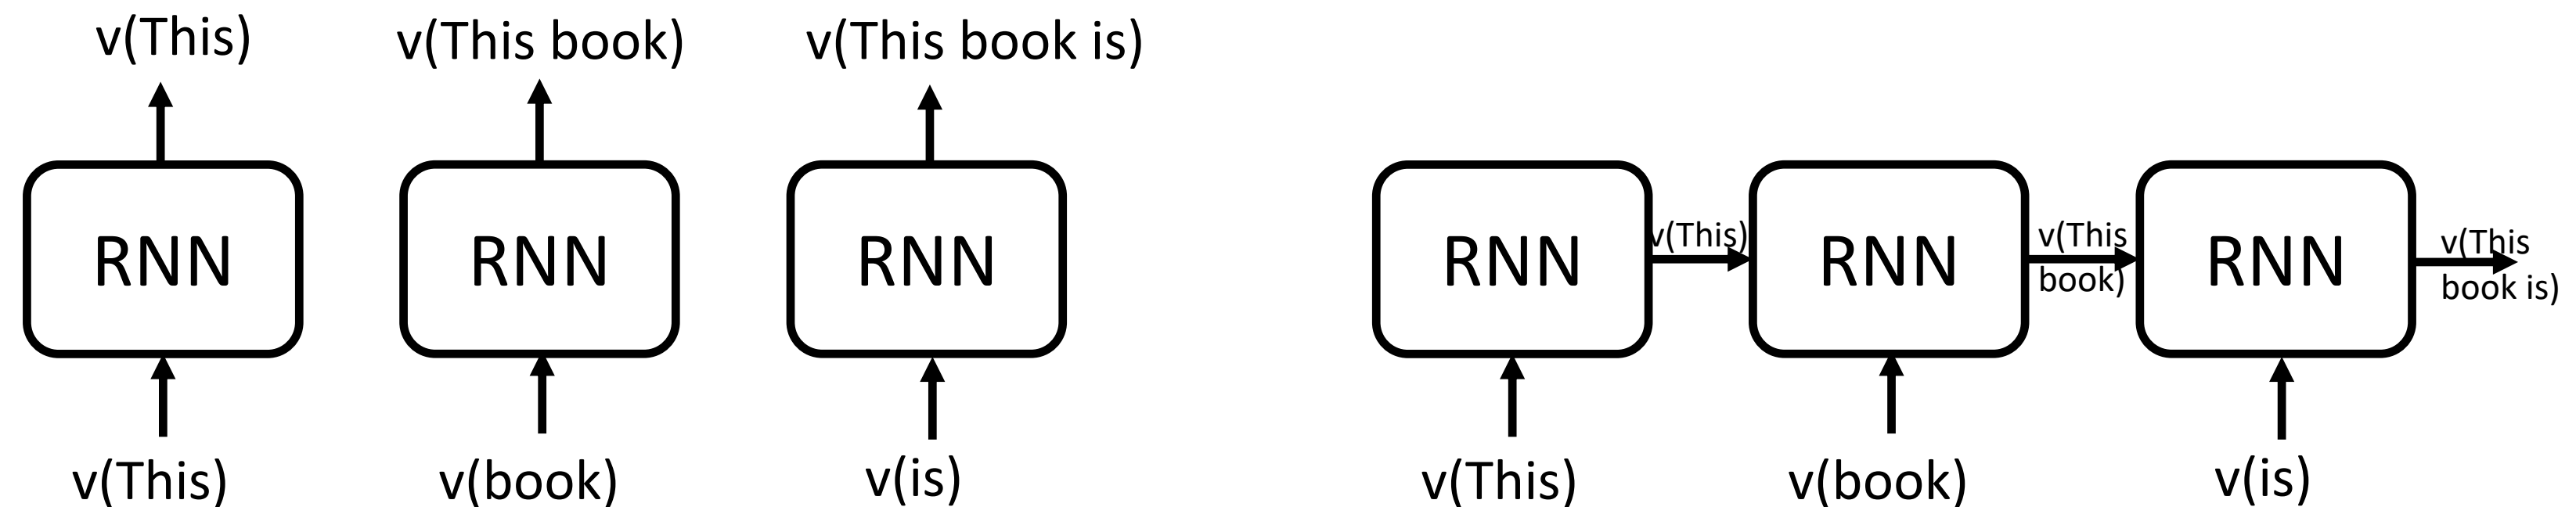 v(This)
v(This book)
v(This book is)
RNN
RNN
RNN
v(This)
v(book)
v(is)
RNN
v(This)
RNN
v(This
book)
RNN
v(This
book is)
v(This)
v(book)
v(is)